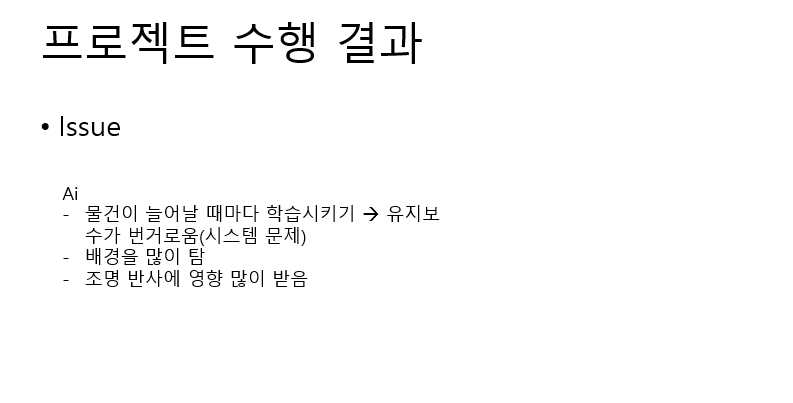 프로젝트 수행 결과
• Issue
Ai
- 물건이 늘어날 때마다 학습시키기 → 유지보
수가 번거로움(시스템 문제)
- 배경을 많이 탐
- 조명 반사에 영향 많이 받음